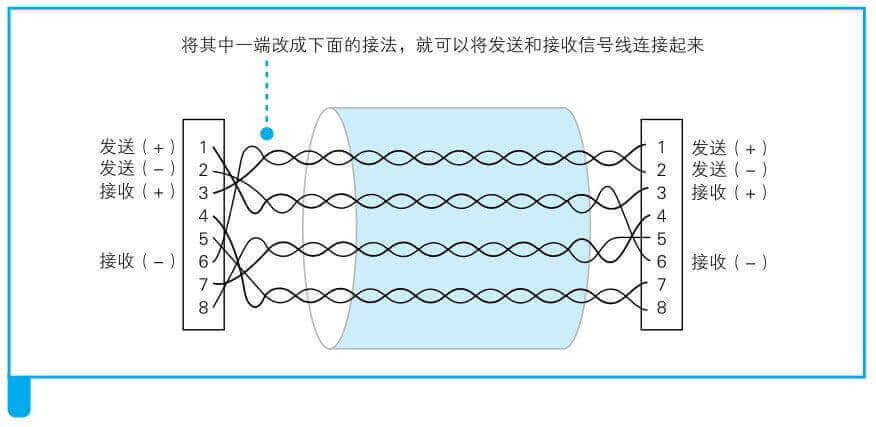 将其中一端改成下面的接法，就可以将发送和接收信号线连接起来
发送（+） 1 1 发送（+）
发送（-） 2 2 发送（-）
接收（+） 3 3 接收（+）
4 4
5 5
接收（-） 6 6 接收（-）
7 7
8 8